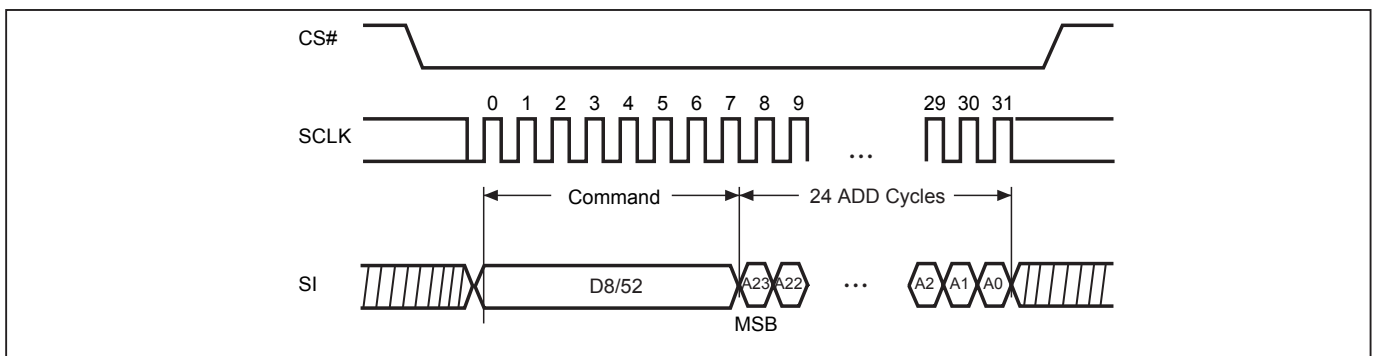 CS#
0 1 2 3 4 5 6 7 8 9 29 30 31
SCLK
...
Command 24 ADD Cycles
SI D8/52 A23 A22 ... A2 A1 A0
MSB